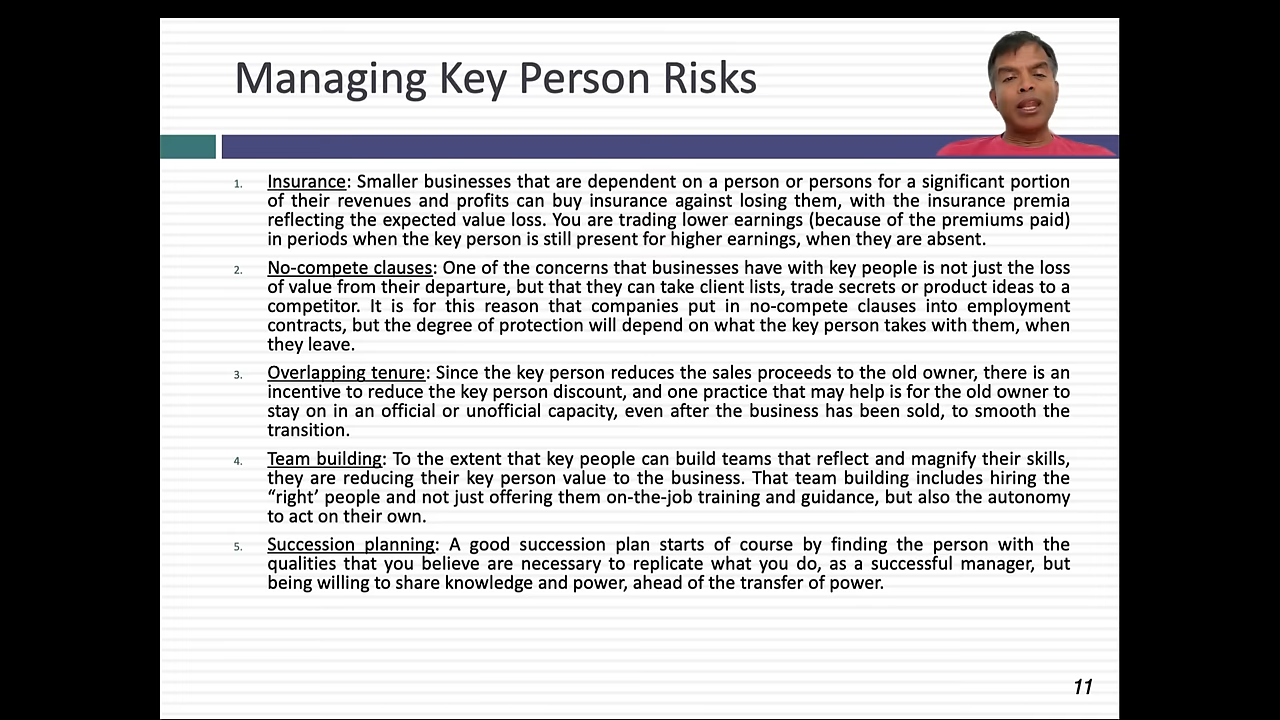 Managing Key Person Risks
1. Insurance: Smaller businesses that are dependent on a person or persons for a significant portion
of their revenues and profits can buy insurance against losing them, with the insurance premia
reflecting the expected value loss. You are trading lower earnings (because of the premiums paid)
in periods when the key person is still present for higher earnings, when they are absent.
2. No-compete clauses: One of the concerns that businesses have with key people is not just the loss
of value from their departure, but that they can take client lists, trade secrets or product ideas to a
competitor. It is for this reason that companies put in no-compete clauses into employment
contracts, but the degree of protection will depend on what the key person takes with them, when
they leave.
3. Overlapping tenure: Since the key person reduces the sales proceeds to the old owner, there is an
incentive to reduce the key person discount, and one practice that may help is for the old owner to
stay on in an official or unofficial capacity, even after the business has been sold, to smooth the
transition.
4. Team building: To the extent that key people can build teams that reflect and magnify their skills,
they are reducing their key person value to the business. That team building includes hiring the
“right’ people and not just offering them on-the-job training and guidance, but also the autonomy
to act on their own.
5. Succession planning: A good succession plan starts of course by finding the person with the
qualities that you believe are necessary to replicate what you do, as a successful manager, but
being willing to share knowledge and power, ahead of the transfer of power.
11